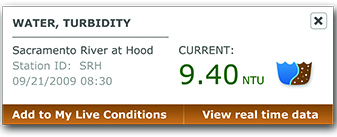 WATER, TURBIDITY
Sacramento River at Hood
Station ID: SRH
09/21/2009 08:30
CURRENT:
9.40 NTU
Add to My Live Conditions
View real time data